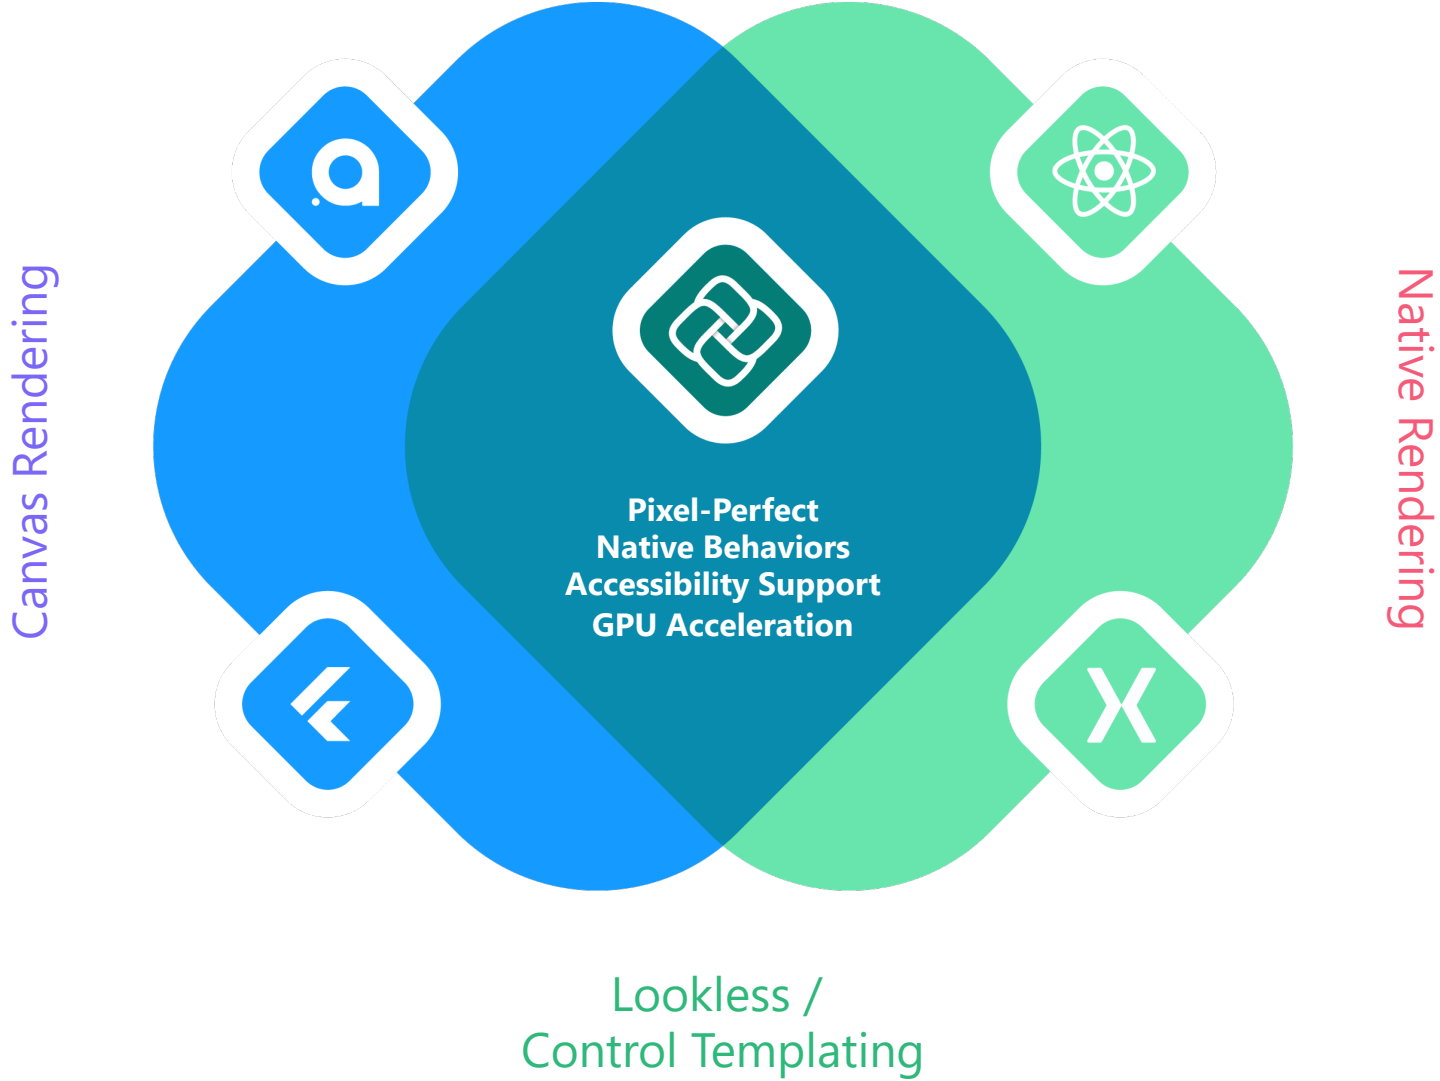 Canvas Rendering
Native Rendering
Pixel-Perfect
Native Behaviors
Accessibility Support
GPU Acceleration
Lookless /
Control Templating